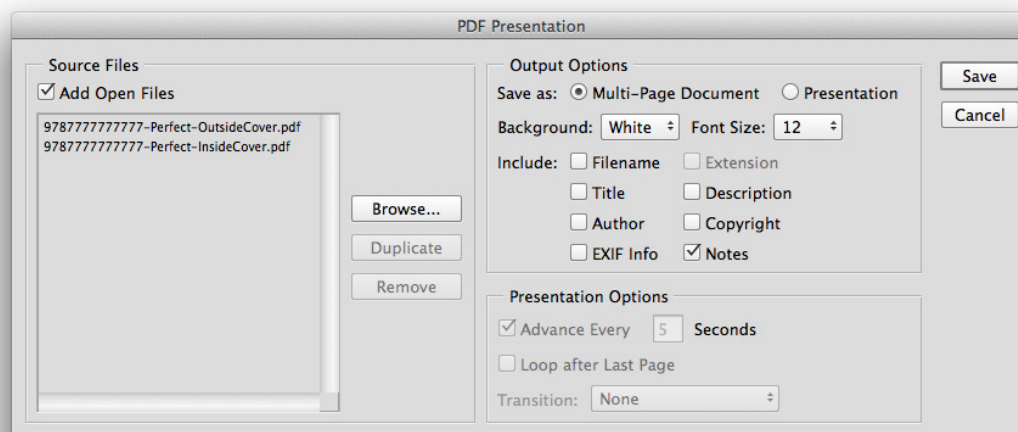 PDF Presentation
Source Files
Add Open Files
9787777777777-Perfect-OutsideCover.pdf
9787777777777-Perfect-InsideCover.pdf
Browse...
Duplicate
Remove
Output Options
Save as: Multi-Page Document Presentation
Background: White Font Size: 12
Include: Filename Extension
Title Description
Author Copyright
EXIF Info Notes
Presentation Options
Advance Every 5 Seconds
Loop after Last Page
Transition: None
Save
Cancel